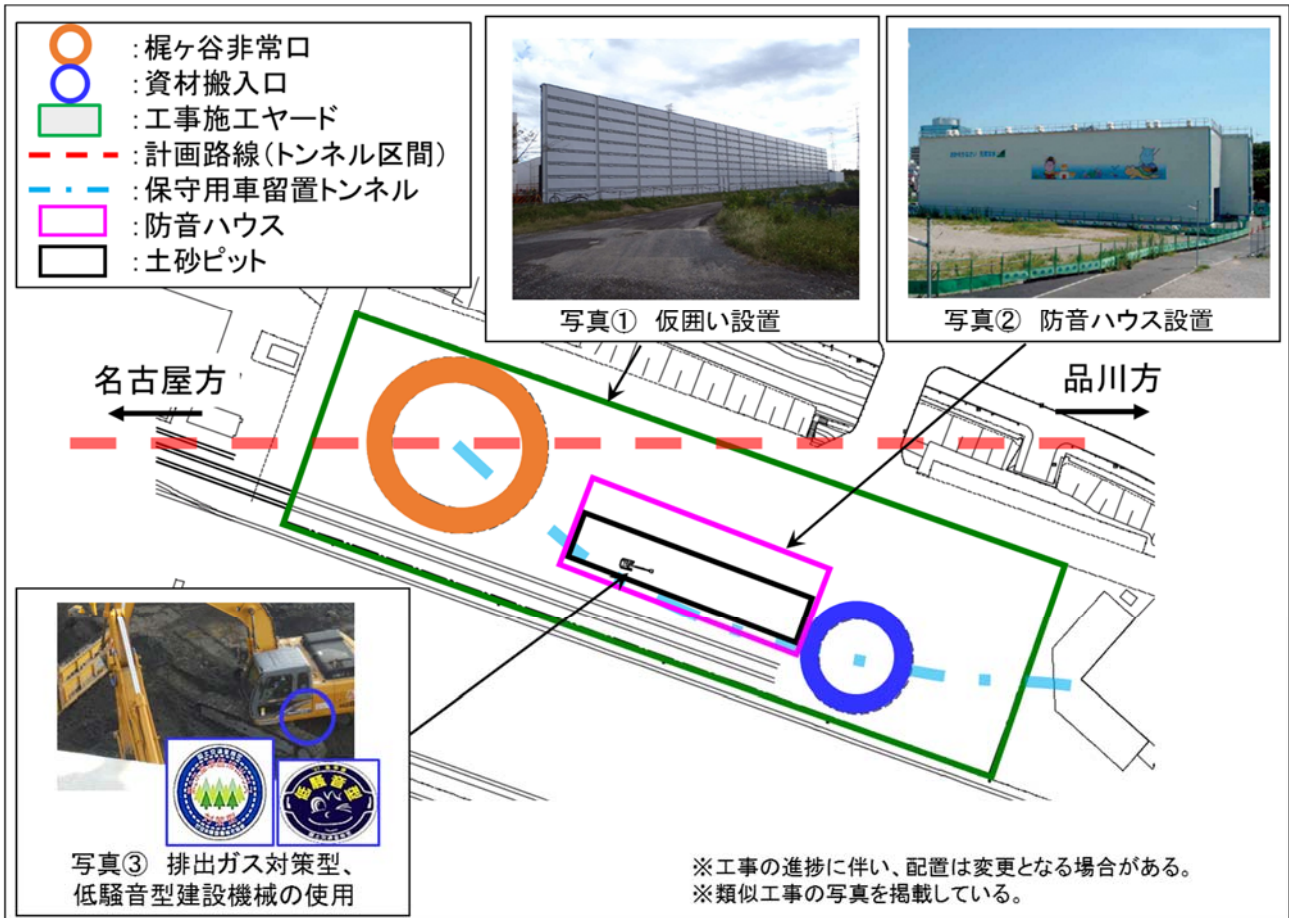 ：梶ヶ谷非常口
：資材搬入口
：工事施工ヤード
：計画路線（トンネル区間）
：保守用車留置トンネル
：防音ハウス
：土砂ピット
写真① 仮囲い設置
写真② 防音ハウス設置
名古屋方
品川方
低騒音型
写真③ 排出ガス対策型、
低騒音型建設機械の使用
※工事の進捗に伴い、配置は変更となる場合がある。
※類似工事の写真を掲載している。